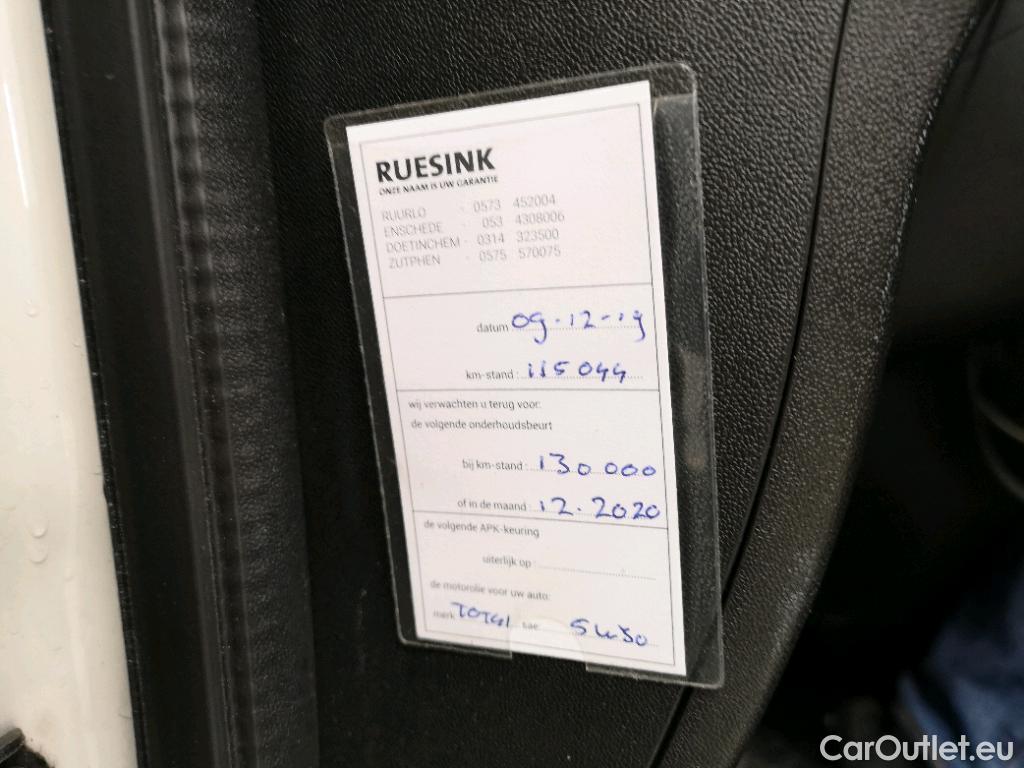 RUESINK
ONZE NAAM IS UW GARANTIE
RUURLO - 0573 452004
ENSCHEDE - 053 4308006
DOETINCHEM - 0314 323500
ZUTPHEN - 0575 570075
datum 09-12-19
km-stand : 115044
wij verwachten u terug voor:
de volgende onderhoudsbeurt
bij km-stand : 130000
of in de maand : 12.2020
de volgende APK-keuring
uiterlijk op :
de motorolie voor uw auto:
merk TOTAL sae: 5W30
CarOutlet.eu